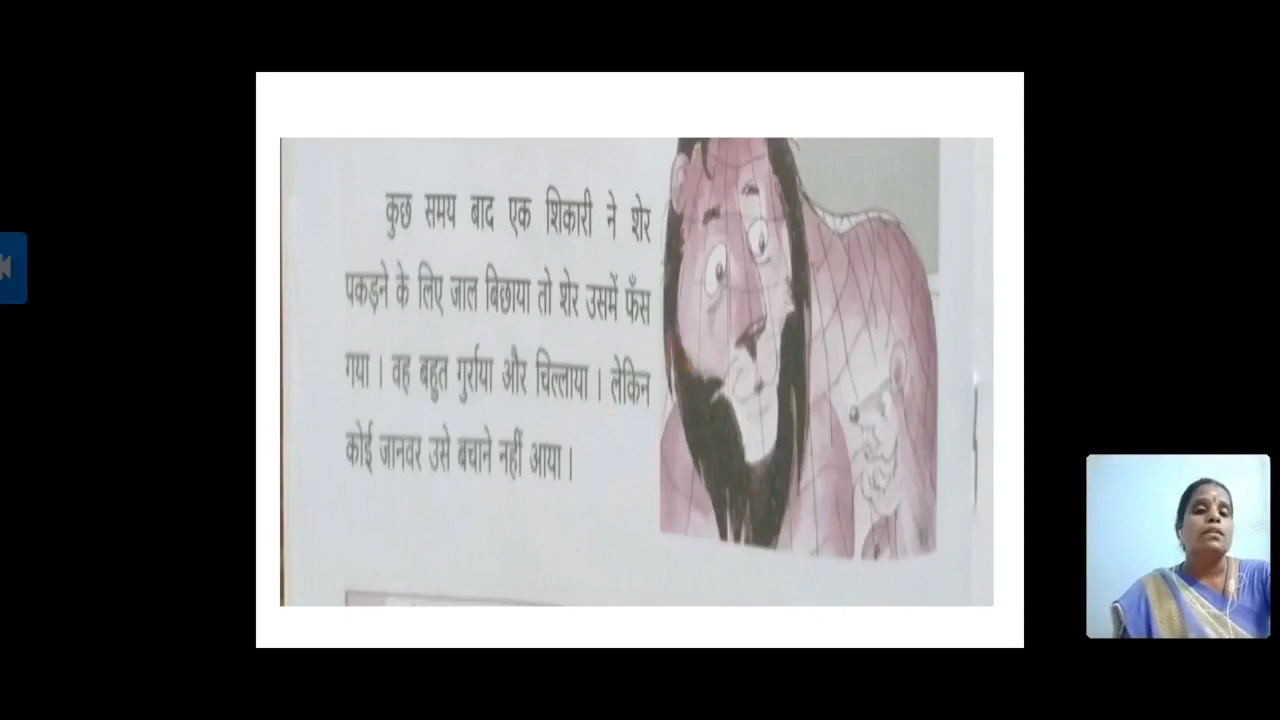 कुछ समय बाद एक शिकारी ने शेर
पकड़ने के लिए जाल बिछाया तो शेर उसमें फँस
गया । वह बहुत गुर्राया और चिल्लाया । लेकिन
कोई जानवर उसे बचाने नहीं आया ।